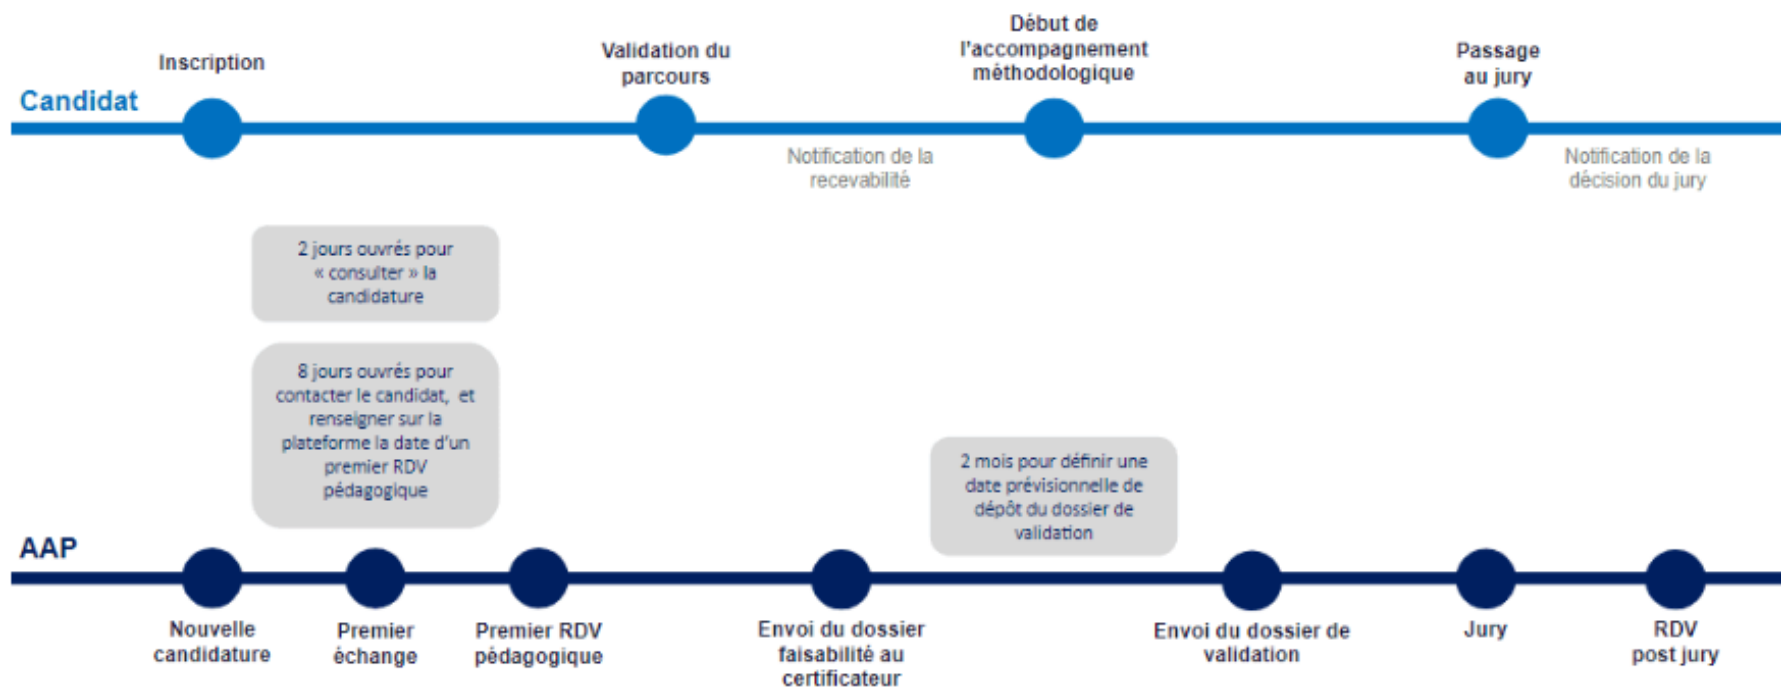 Inscription
Validation du
parcours
Début de
l'accompagnement
méthodologique
Passage
au jury
Candidat
Notification de la
recevabilité
Notification de la
décision du jury
2 jours ouvrés pour
« consulter » la
candidature
8 jours ouvrés pour
contacter le candidat, et
renseigner sur la
plateforme la date d'un
premier RDV
pédagogique
2 mois pour définir une
date prévisionnelle de
dépôt du dossier de
validation
AAP
Nouvelle
candidature
Premier
échange
Premier RDV
pédagogique
Envoi du dossier
faisabilité au
certificateur
Envoi du dossier de
validation
Jury
RDV
post jury